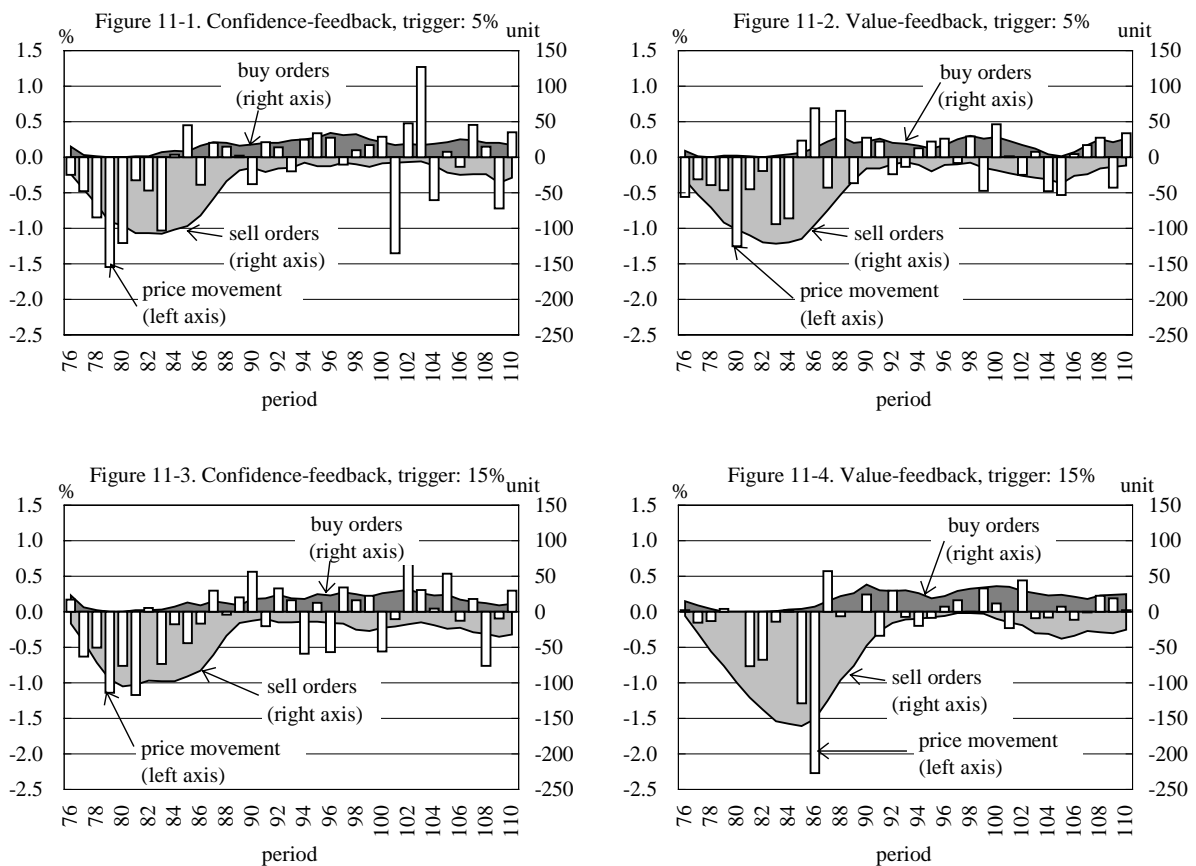 Figure 11-1. Confidence-feedback, trigger: 5%
% unit
1.5 150
1.0 100
0.5 50
0.0 0
-0.5 -50
-1.0 -100
-1.5 -150
-2.0 -200
-2.5 -250
buy orders
(right axis)
sell orders
(right axis)
price movement
(left axis)
76 78 80 82 84 86 88 90 92 94 96 98 100 102 104 106 108 110
period
Figure 11-2. Value-feedback, trigger: 5%
% unit
1.5 150
1.0 100
0.5 50
0.0 0
-0.5 -50
-1.0 -100
-1.5 -150
-2.0 -200
-2.5 -250
buy orders
(right axis)
sell orders
(right axis)
price movement
(left axis)
76 78 80 82 84 86 88 90 92 94 96 98 100 102 104 106 108 110
period
Figure 11-3. Confidence-feedback, trigger: 15%
% unit
1.5 150
1.0 100
0.5 50
0.0 0
-0.5 -50
-1.0 -100
-1.5 -150
-2.0 -200
-2.5 -250
buy orders
(right axis)
sell orders
(right axis)
price movement
(left axis)
76 78 80 82 84 86 88 90 92 94 96 98 100 102 104 106 108 110
period
Figure 11-4. Value-feedback, trigger: 15%
% unit
1.5 150
1.0 100
0.5 50
0.0 0
-0.5 -50
-1.0 -100
-1.5 -150
-2.0 -200
-2.5 -250
buy orders
(right axis)
sell orders
(right axis)
price movement
(left axis)
76 78 80 82 84 86 88 90 92 94 96 98 100 102 104 106 108 110
period